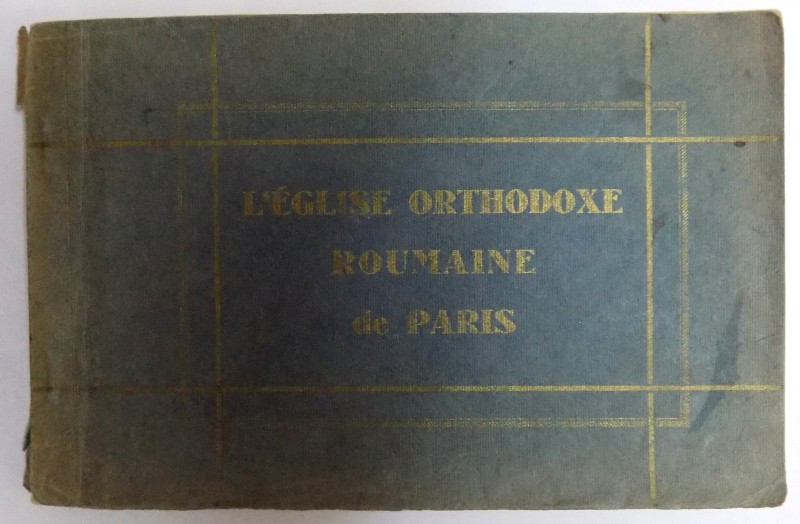 L'ÉGLISE ORTHODOXE
ROUMAINE
de PARIS